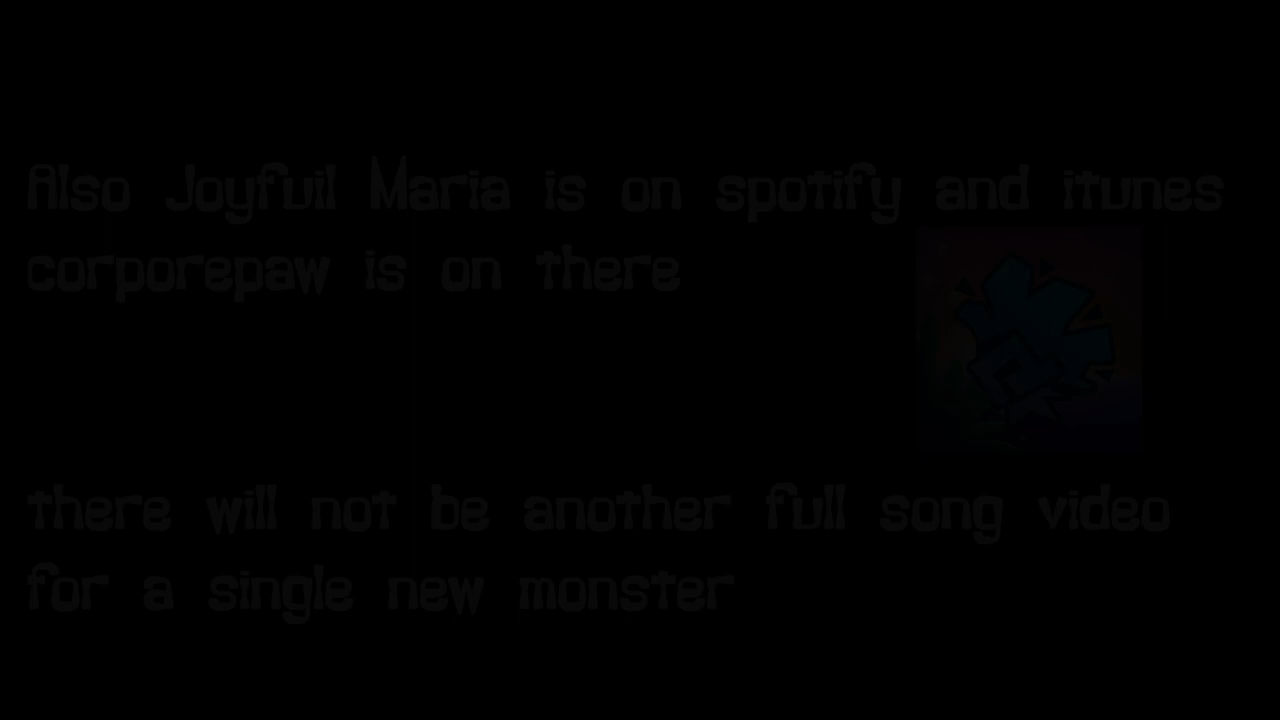 Also Joyfuil Maria is on spotify and itunes
corporepaw is on there
there will not be another full song video
for a single new monster